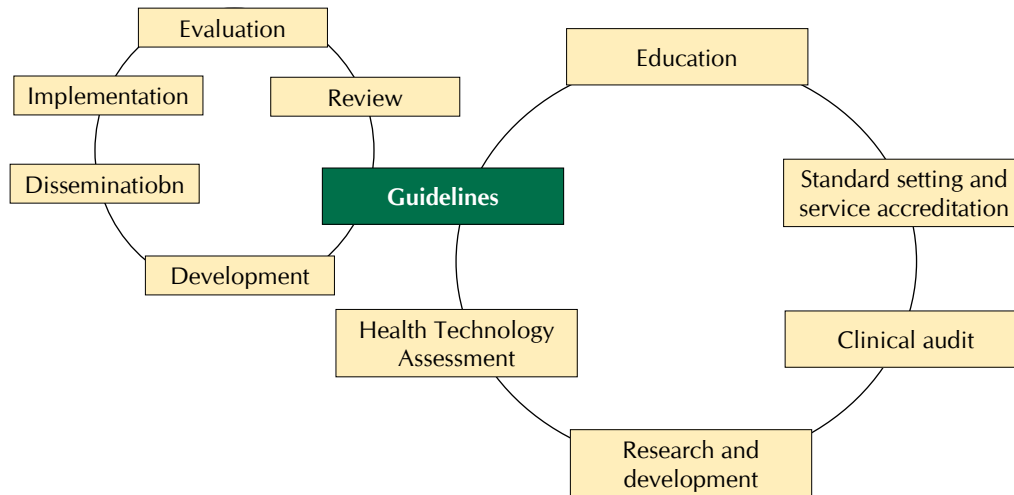 Evaluation
Education
Implementation
Review
Disseminatiobn
Guidelines
Standard setting and
service accreditation
Development
Health Technology
Assessment
Clinical audit
Research and
development